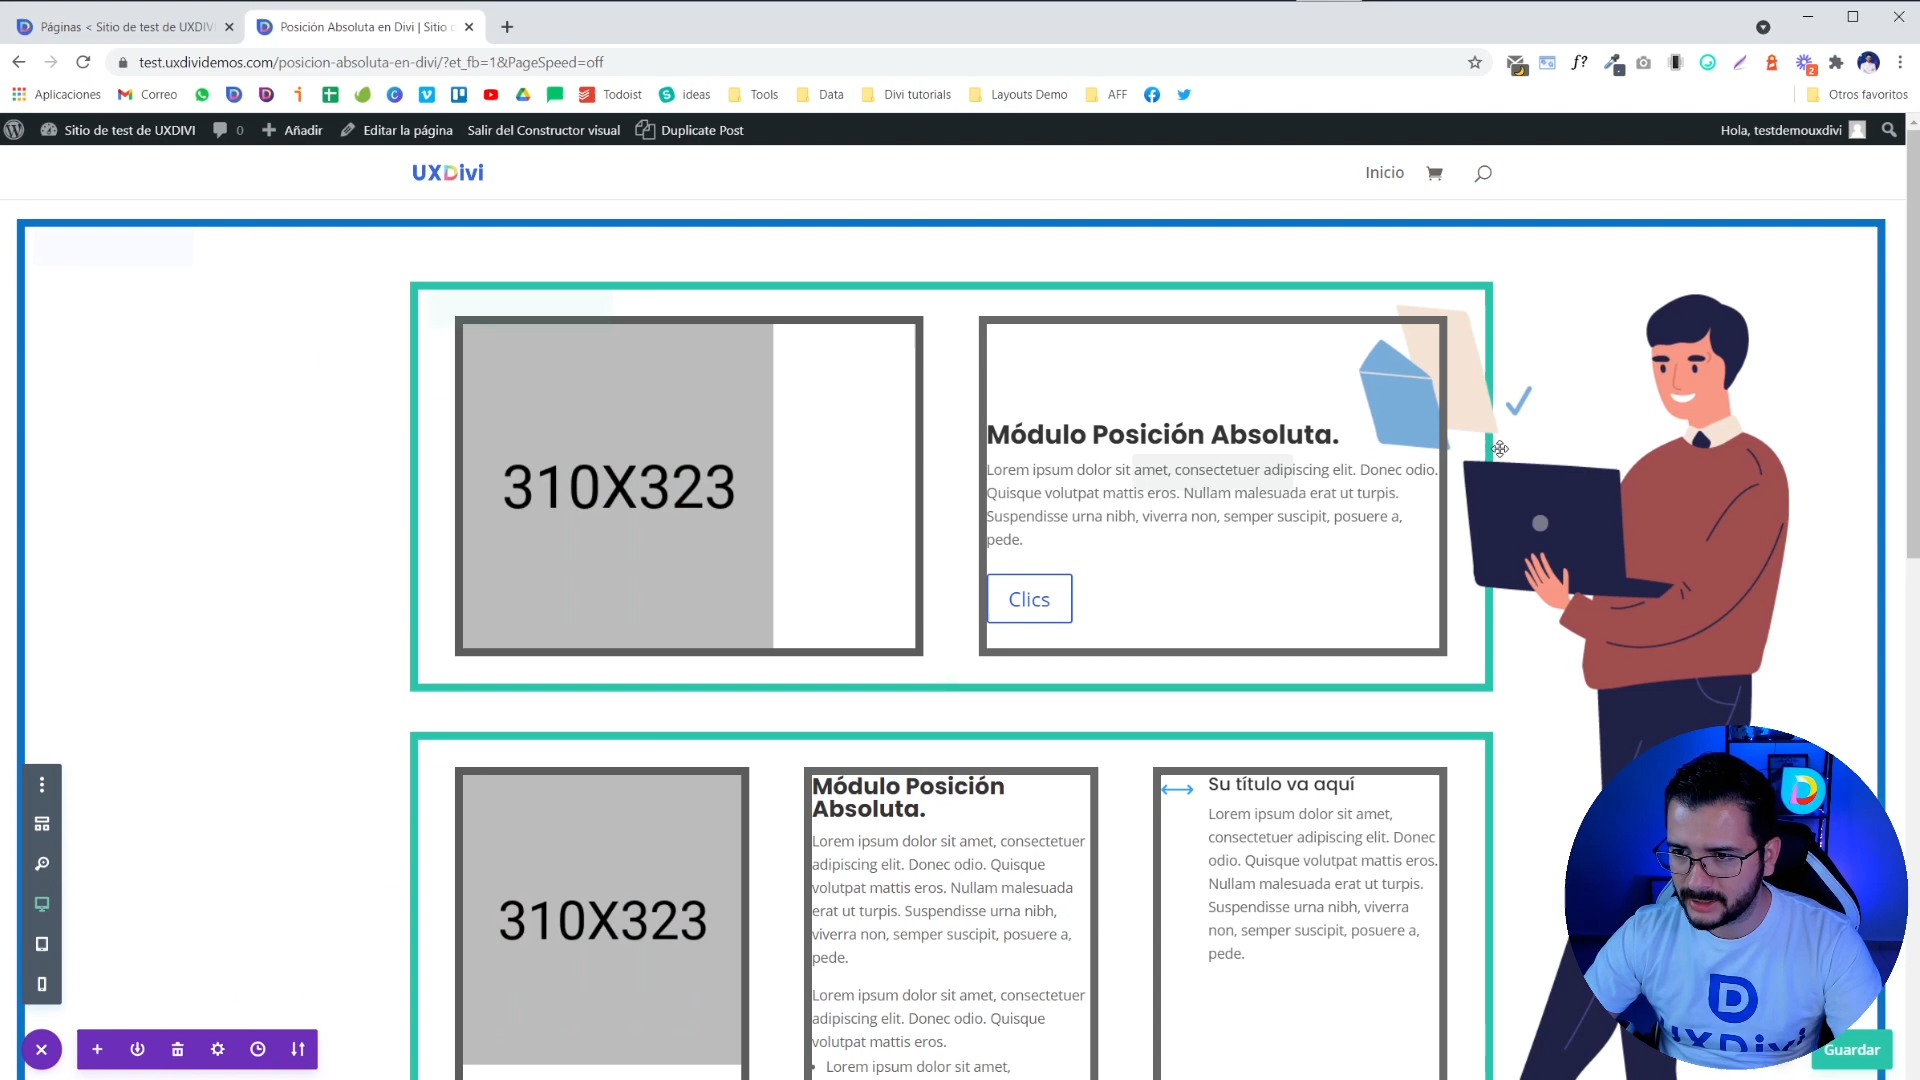 Páginas < Sitio de test de UXDIVI
Posición Absoluta en Divi | Sitio
test.uxdividemos.com/posicion-absoluta-en-divi/?et_fb=1&PageSpeed=off
f?
2
Aplicaciones
Correo
Todoist
ideas
Tools
Data
Divi tutorials
Layouts Demo
AFF
Otros favoritos
Sitio de test de UXDIVI
0
Añadir
Editar la página
Salir del Constructor visual
Duplicate Post
Hola, testdemouxdivi
UXDivi
Inicio
310X323
Módulo Posición Absoluta.
Lorem ipsum dolor sit amet, consectetuer adipiscing elit. Donec odio.
Quisque volutpat mattis eros. Nullam malesuada erat ut turpis.
Suspendisse urna nibh, viverra non, semper suscipit, posuere a,
pede.
Clics
310X323
Módulo Posición
Absoluta.
Lorem ipsum dolor sit amet, consectetuer
adipiscing elit. Donec odio. Quisque
volutpat mattis eros. Nullam malesuada
erat ut turpis. Suspendisse urna nibh,
viverra non, semper suscipit, posuere a,
pede.
Lorem ipsum dolor sit amet, consectetuer
adipiscing elit. Donec odio. Quisque
volutpat mattis eros.
Lorem ipsum dolor sit amet,
Su título va aquí
Lorem ipsum dolor sit amet,
consectetuer adipiscing elit. Donec
odio. Quisque volutpat mattis eros.
Nullam malesuada erat ut turpis.
Suspendisse urna nibh, viverra
non, semper suscipit, posuere a,
pede.
UXDivi
Guardar